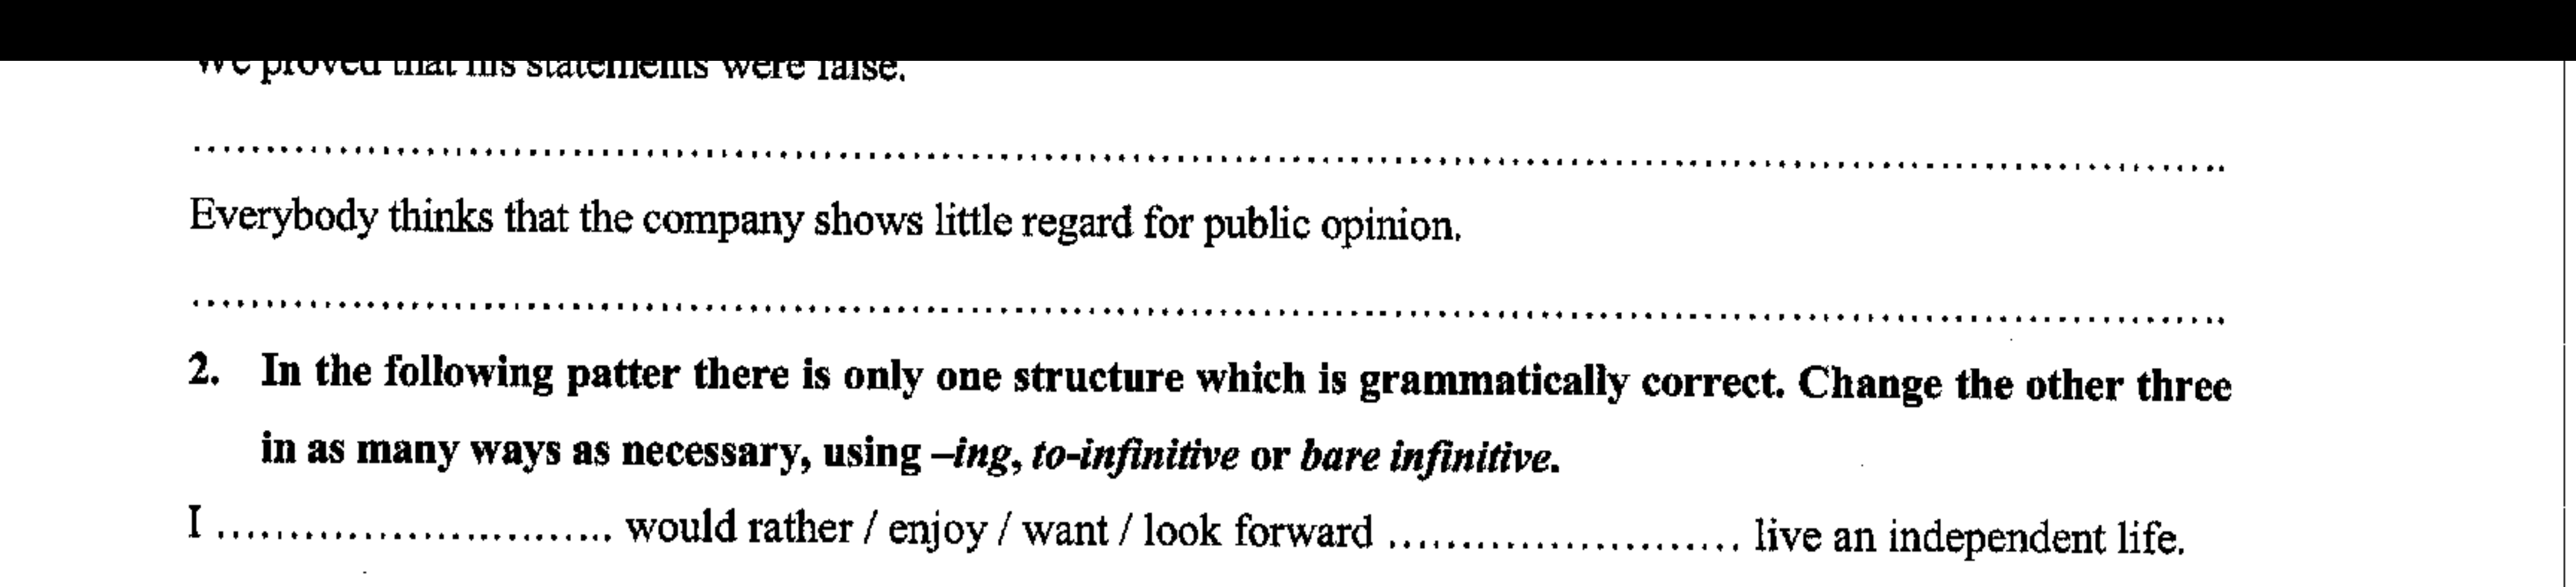 We proved that his statements were false.
................................................................................
Everybody thinks that the company shows little regard for public opinion.
................................................................................
2. In the following patter there is only one structure which is grammatically correct. Change the other three
in as many ways as necessary, using –ing, to-infinitive or bare infinitive.
I ........................... would rather / enjoy / want / look forward ........................ live an independent life.